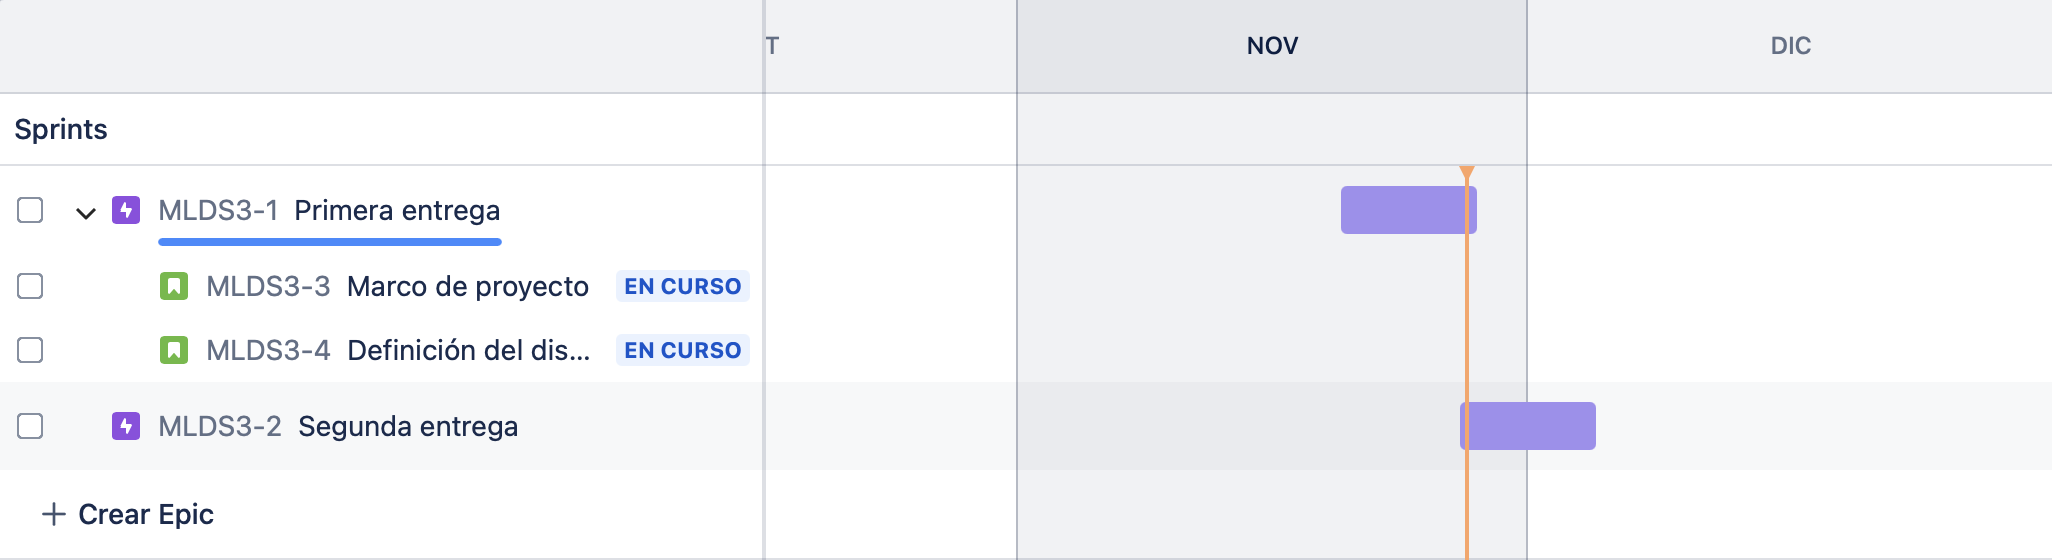 T NOV DIC
Sprints
MLDS3-1 Primera entrega
MLDS3-3 Marco de proyecto EN CURSO
MLDS3-4 Definición del dis... EN CURSO
MLDS3-2 Segunda entrega
+ Crear Epic